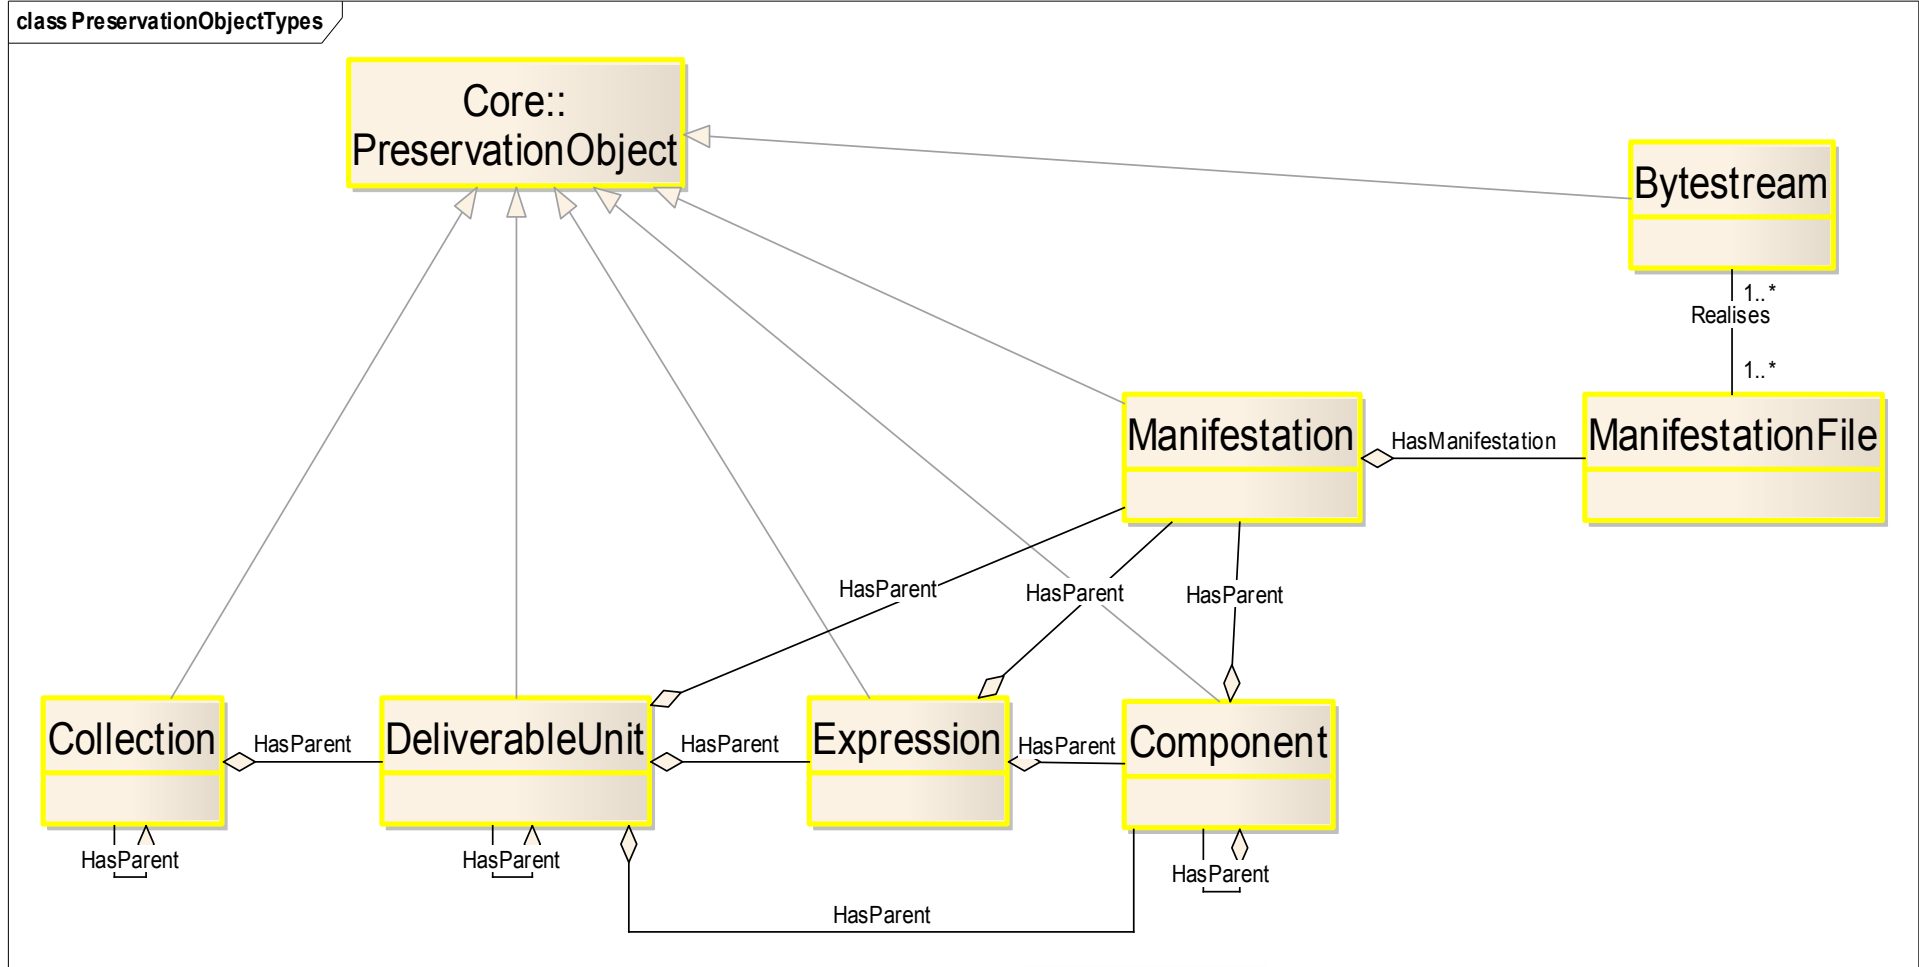 class PreservationObjectTypes
Core::
PreservationObject
Bytestream
1..*
Realises
1..*
Manifestation
HasManifestation
ManifestationFile
HasParent
HasParent
HasParent
Collection
HasParent
DeliverableUnit
HasParent
Expression
HasParent
Component
HasParent
HasParent
HasParent
HasParent